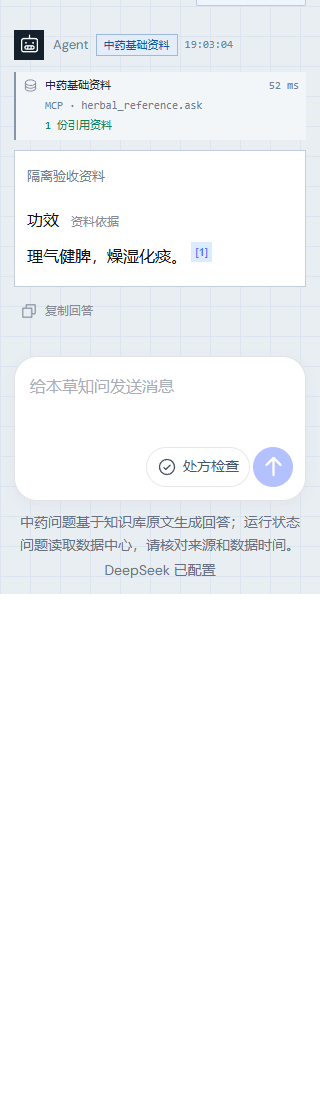 Agent 中药基础资料 19:03:04
中药基础资料 52 ms
MCP · herbal_reference.ask
1 份引用资料
隔离验收资料
功效 资料依据
理气健脾，燥湿化痰。 [1]
复制回答
给本草知问发送消息
处方检查
中药问题基于知识库原文生成回答；运行状态
问题读取数据中心，请核对来源和数据时间。
DeepSeek 已配置